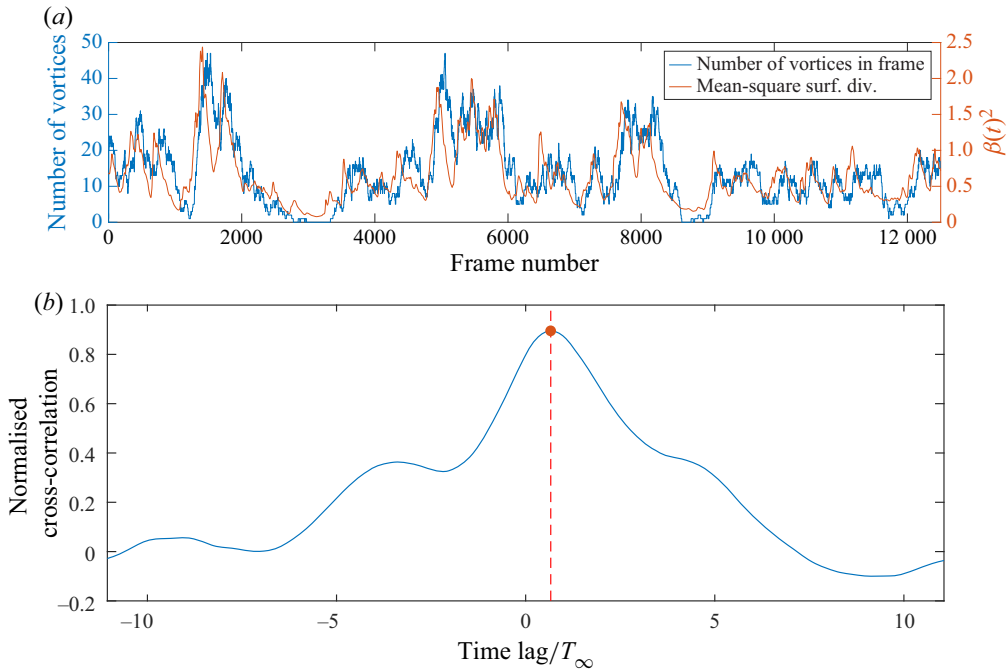 (a)
50
40
30
20
10
0
Number of vortices
2.5
2.0
1.5
1.0
0.5
0
β(t)²
Number of vortices in frame
Mean-square surf. div.
0 2000 4000 6000 8000 10 000 12 000
Frame number
(b)
1.0
0.8
0.6
0.4
0.2
0
–0.2
Normalised
cross-correlation
–10 –5 0 5 10
Time lag/T∞